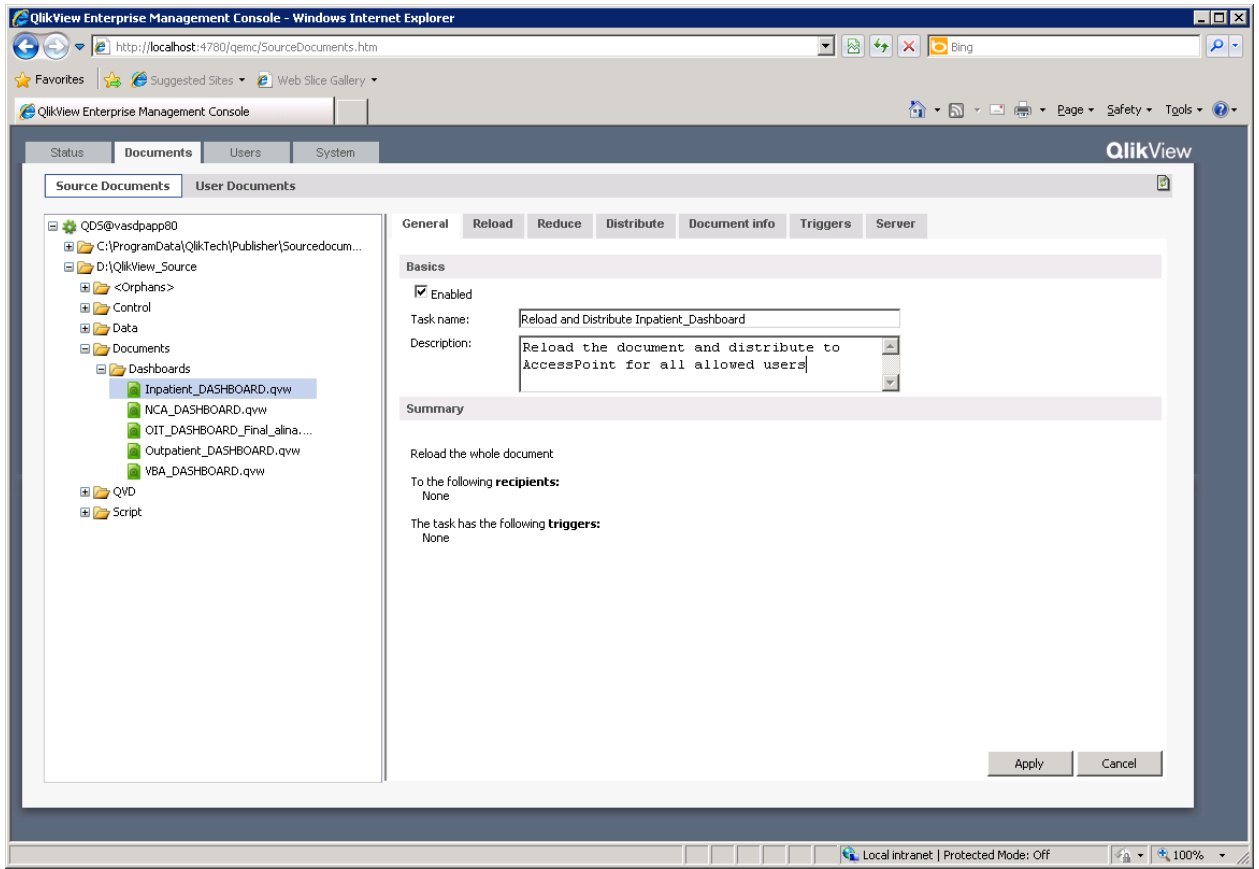 QlikView Enterprise Management Console - Windows Internet Explorer
http://localhost:4780/qemc/SourceDocuments.htm
Bing
Favorites
Suggested Sites
Web Slice Gallery
QlikView Enterprise Management Console
Page
Safety
Tools
Status
Documents
Users
System
QlikView
Source Documents
User Documents
QDS@vasdpapp80
C:\ProgramData\QlikTech\Publisher\Sourcedocum...
D:\QlikView_Source
<Orphans>
Control
Data
Documents
Dashboards
Inpatient_DASHBOARD.qvw
NCA_DASHBOARD.qvw
OIT_DASHBOARD_Final_alina....
Outpatient_DASHBOARD.qvw
VBA_DASHBOARD.qvw
QVD
Script
General
Reload
Reduce
Distribute
Document info
Triggers
Server
Basics
Enabled
Task name:
Reload and Distribute Inpatient_Dashboard
Description:
Reload the document and distribute to
AccessPoint for all allowed users
Summary
Reload the whole document
To the following recipients:
None
The task has the following triggers:
None
Apply
Cancel
Local intranet | Protected Mode: Off
100%